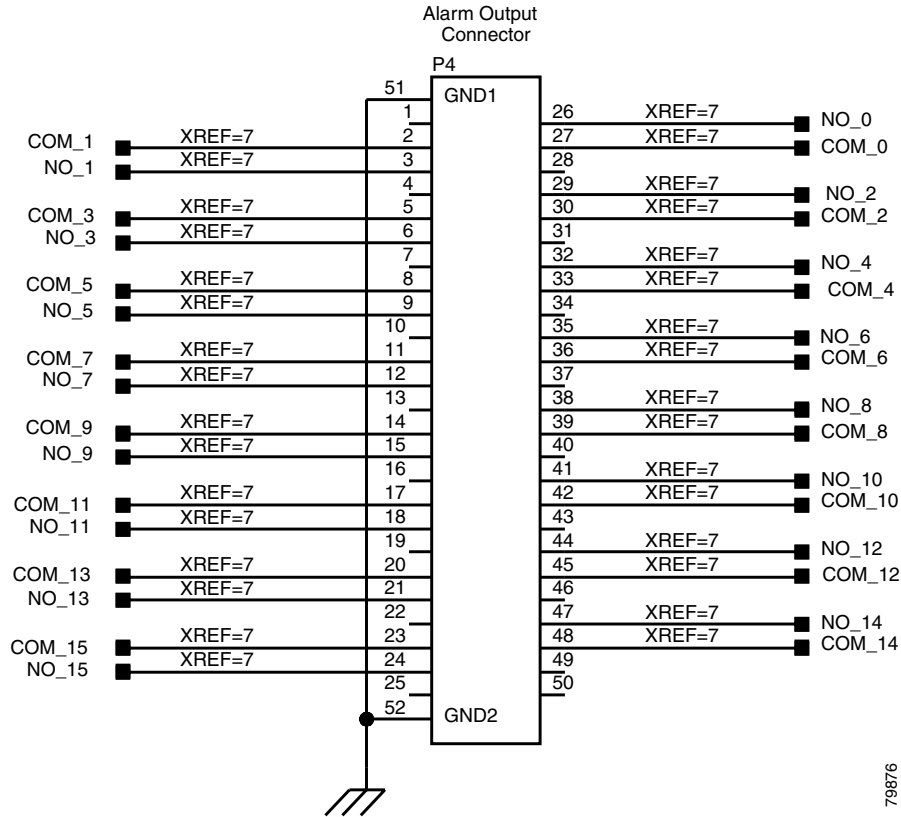 Alarm Output
Connector
P4
51 GND1
1 26 XREF=7 NO_0
COM_1 XREF=7 2 27 XREF=7 COM_0
NO_1 XREF=7 3 28
4 29 XREF=7 NO_2
COM_3 XREF=7 5 30 XREF=7 COM_2
NO_3 XREF=7 6 31
7 32 XREF=7 NO_4
COM_5 XREF=7 8 33 XREF=7 COM_4
NO_5 XREF=7 9 34
10 35 XREF=7 NO_6
COM_7 XREF=7 11 36 XREF=7 COM_6
NO_7 XREF=7 12 37
13 38 XREF=7 NO_8
COM_9 XREF=7 14 39 XREF=7 COM_8
NO_9 XREF=7 15 40
16 41 XREF=7 NO_10
COM_11 XREF=7 17 42 XREF=7 COM_10
NO_11 XREF=7 18 43
19 44 XREF=7 NO_12
COM_13 XREF=7 20 45 XREF=7 COM_12
NO_13 XREF=7 21 46
22 47 XREF=7 NO_14
COM_15 XREF=7 23 48 XREF=7 COM_14
NO_15 XREF=7 24 49
25 50
52 GND2
79876